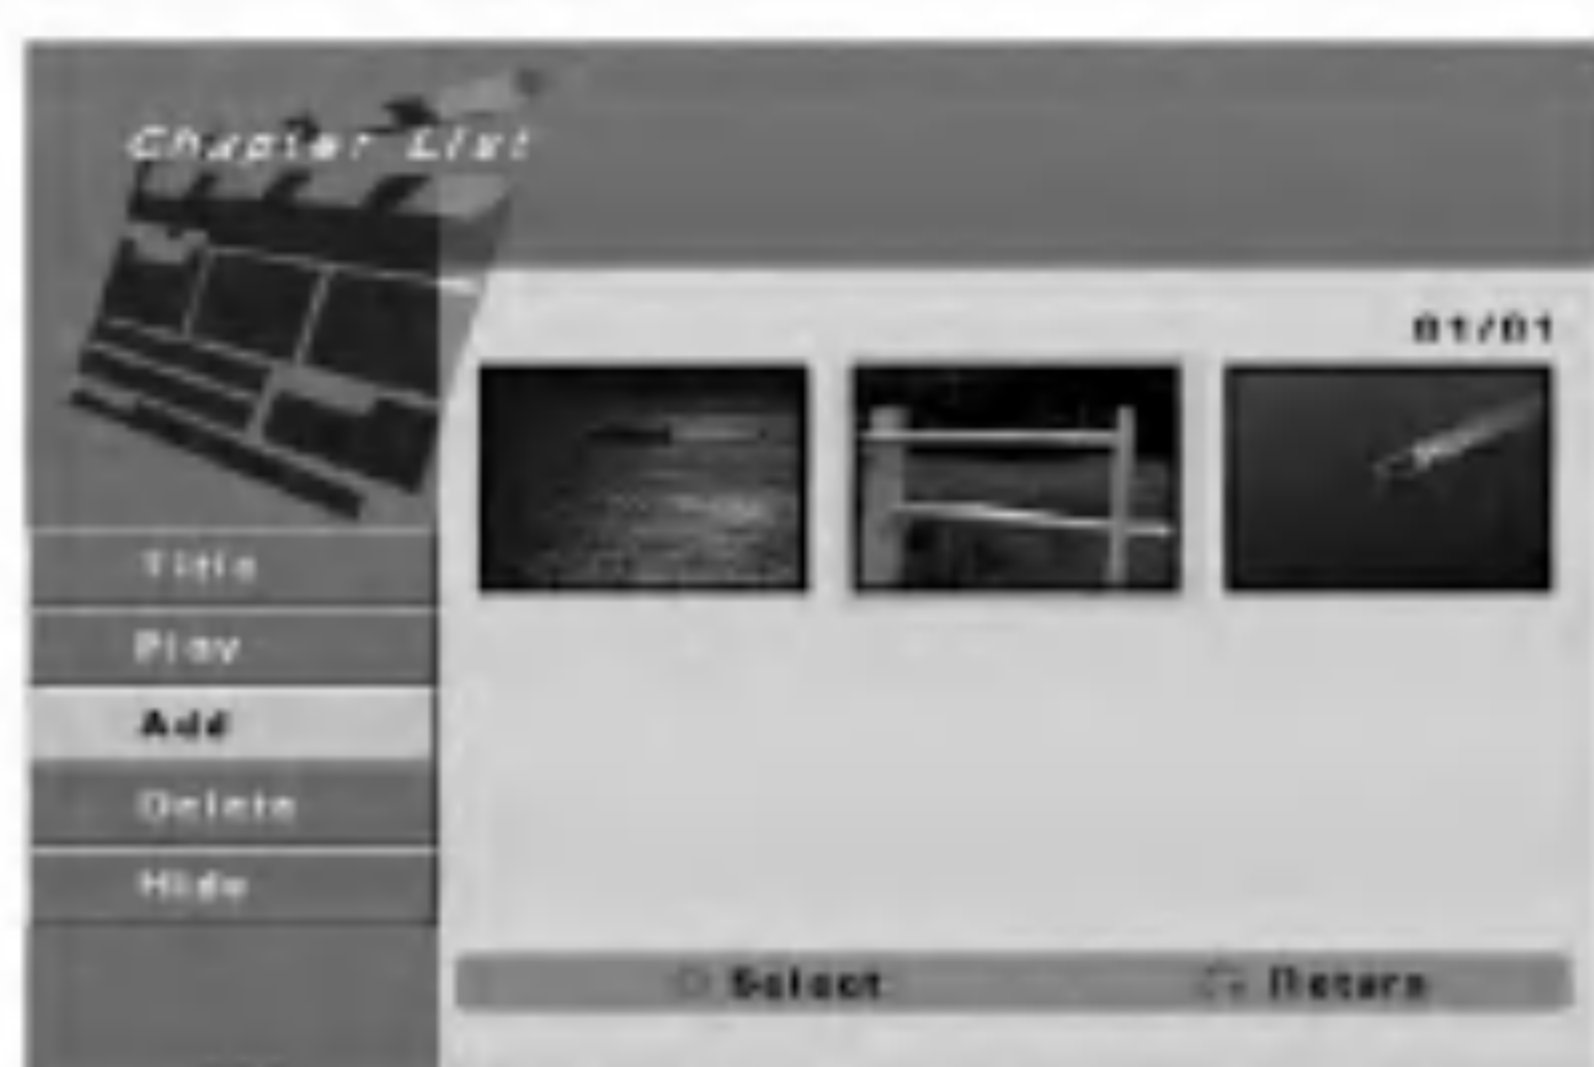 Chapter List
01/01
Title
Play
Add
Delete
Hide
Select
Return